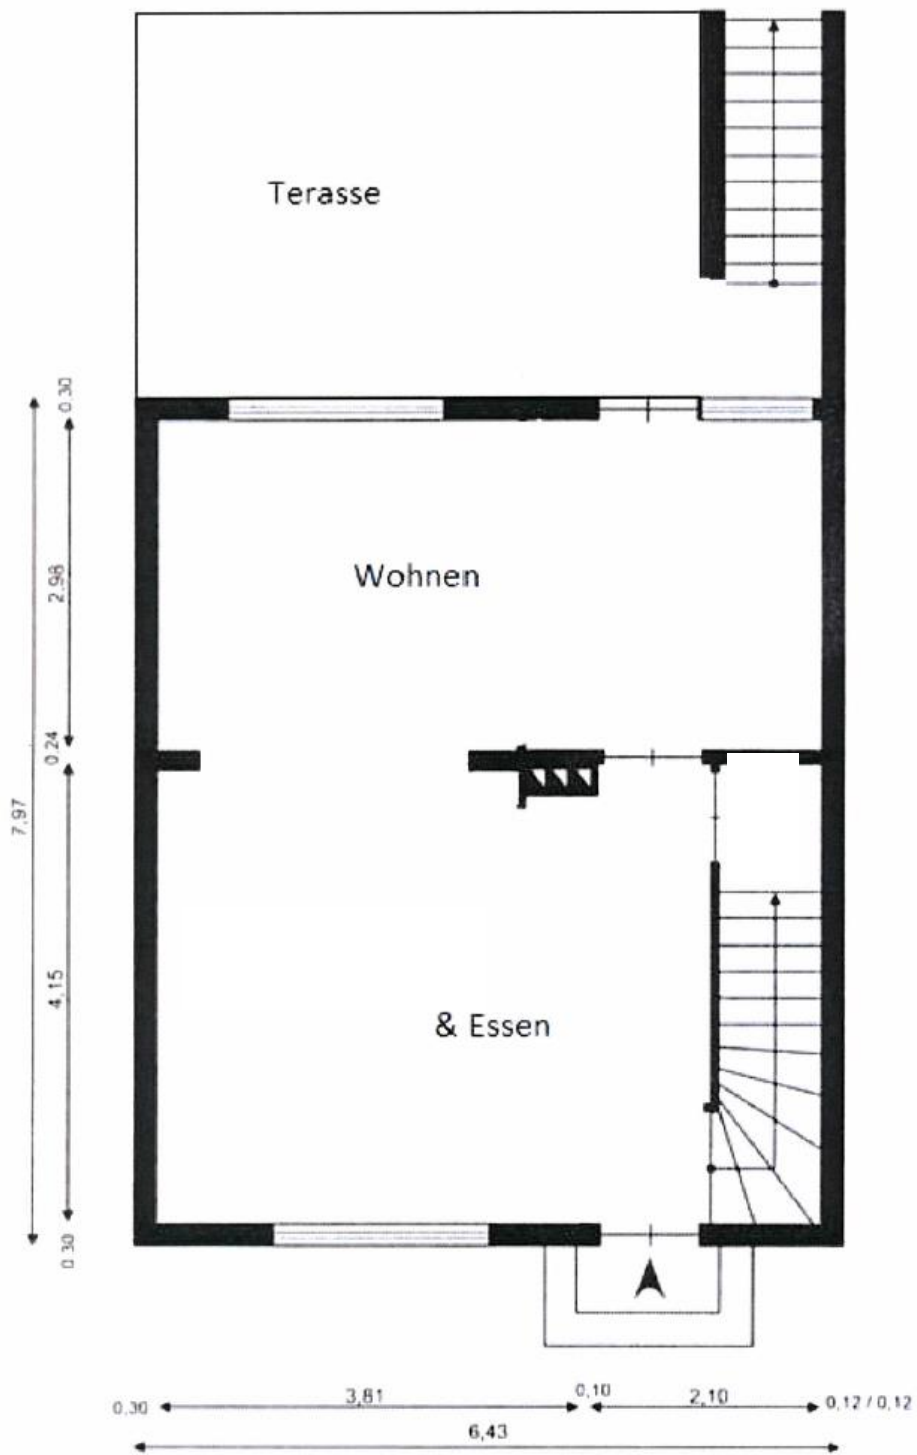 Terasse
0.30
2,98
Wohnen
0.24
7,97
4,15
& Essen
0.30
0,30
3,81
0,10
2,10
0,12 / 0,12
6,43